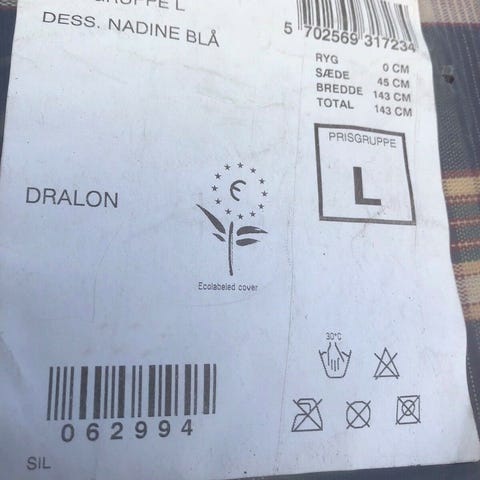 GRUPPE L
DESS. NADINE BLÅ
5 702569 317234
RYG 0 CM
SÆDE 45 CM
BREDDE 143 CM
TOTAL 143 CM
PRISGRUPPE
L
DRALON
Ecolabeled cover
30°C
062994
SIL